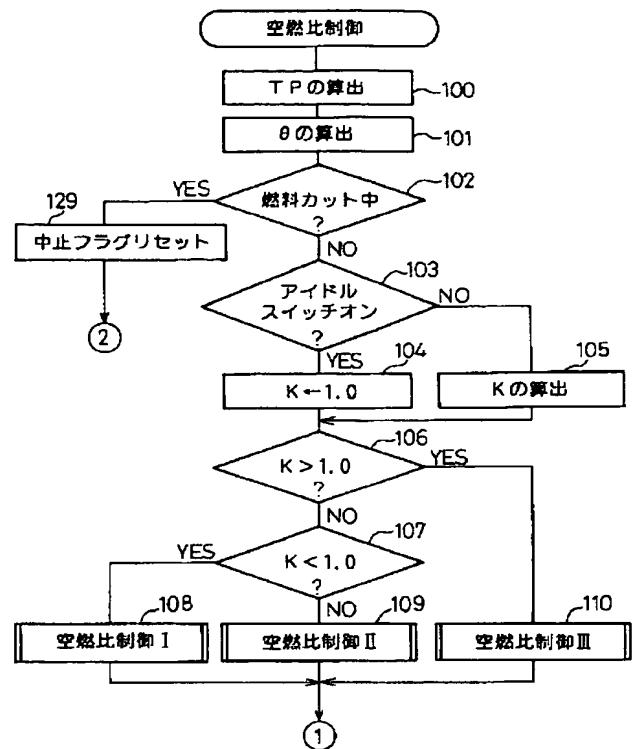 空燃比制御
TPの算出
100
θの算出
101
YES
燃料カット中
?
102
129
中止フラグリセット
NO
2
アイドル
スイッチオン
?
103
NO
YES
104
K←1.0
105
Kの算出
106
K>1.0
?
YES
NO
107
YES
K<1.0
?
108
NO
109
110
空燃比制御Ⅰ
空燃比制御Ⅱ
空燃比制御Ⅲ
1